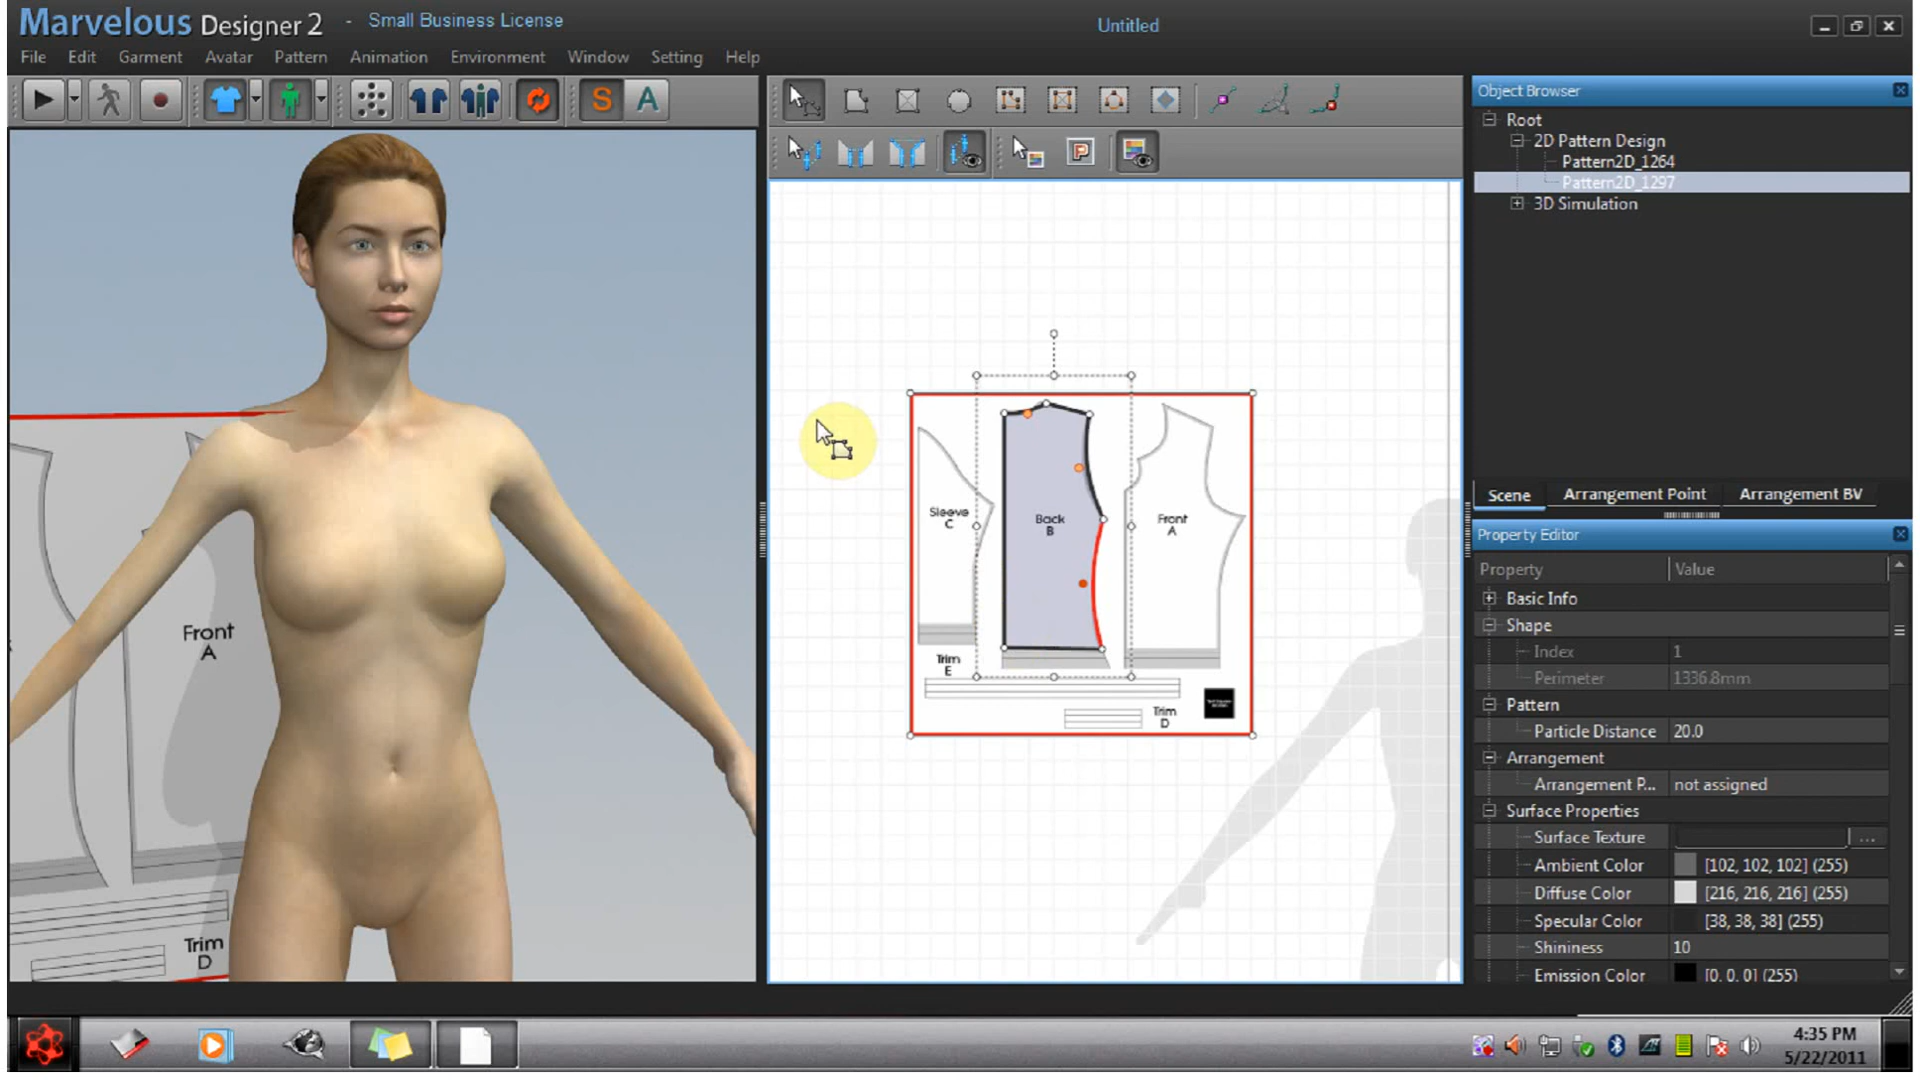 Marvelous Designer 2 - Small Business License
Untitled
File Edit Garment Avatar Pattern Animation Environment Window Setting Help
S A
P
Object Browser
Root
2D Pattern Design
Pattern2D_1264
Pattern2D_1297
3D Simulation
Scene Arrangement Point Arrangement BV
Property Editor
Property Value
Basic Info
Shape
Index 1
Perimeter 1336.8mm
Pattern
Particle Distance 20.0
Arrangement
Arrangement P... not assigned
Surface Properties
Surface Texture ...
Ambient Color [102, 102, 102] (255)
Diffuse Color [216, 216, 216] (255)
Specular Color [38, 38, 38] (255)
Shininess 10
Emission Color [0, 0, 0] (255)
Sleeve
C
Back
B
Front
A
Trim
E
Trim
D
Front
A
Trim
D
4:35 PM
5/22/2011